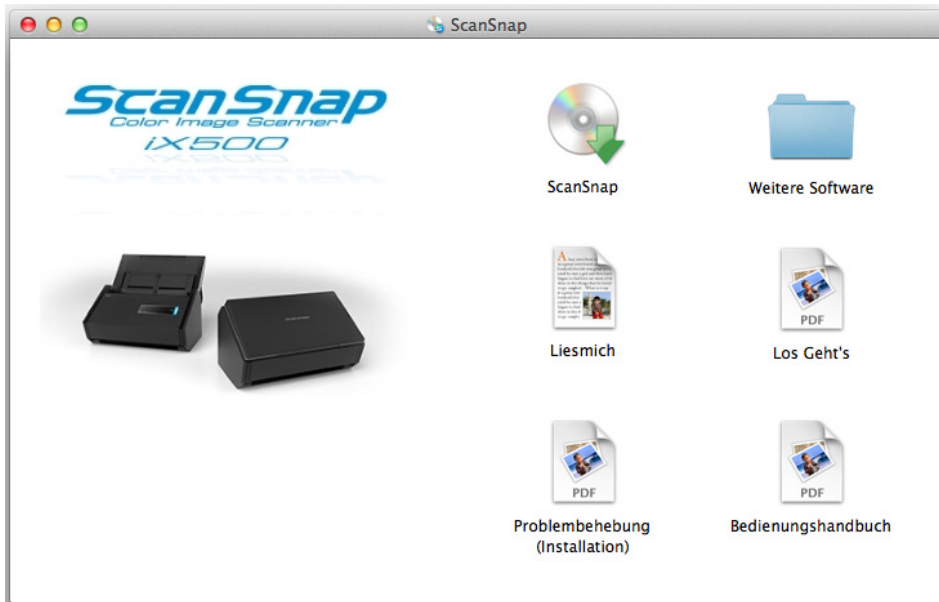 ScanSnap
ScanSnap
Color Image Scanner
iX500
ScanSnap
Weitere Software
Liesmich
PDF
Los Geht's
PDF
Problembehebung
(Installation)
PDF
Bedienungshandbuch